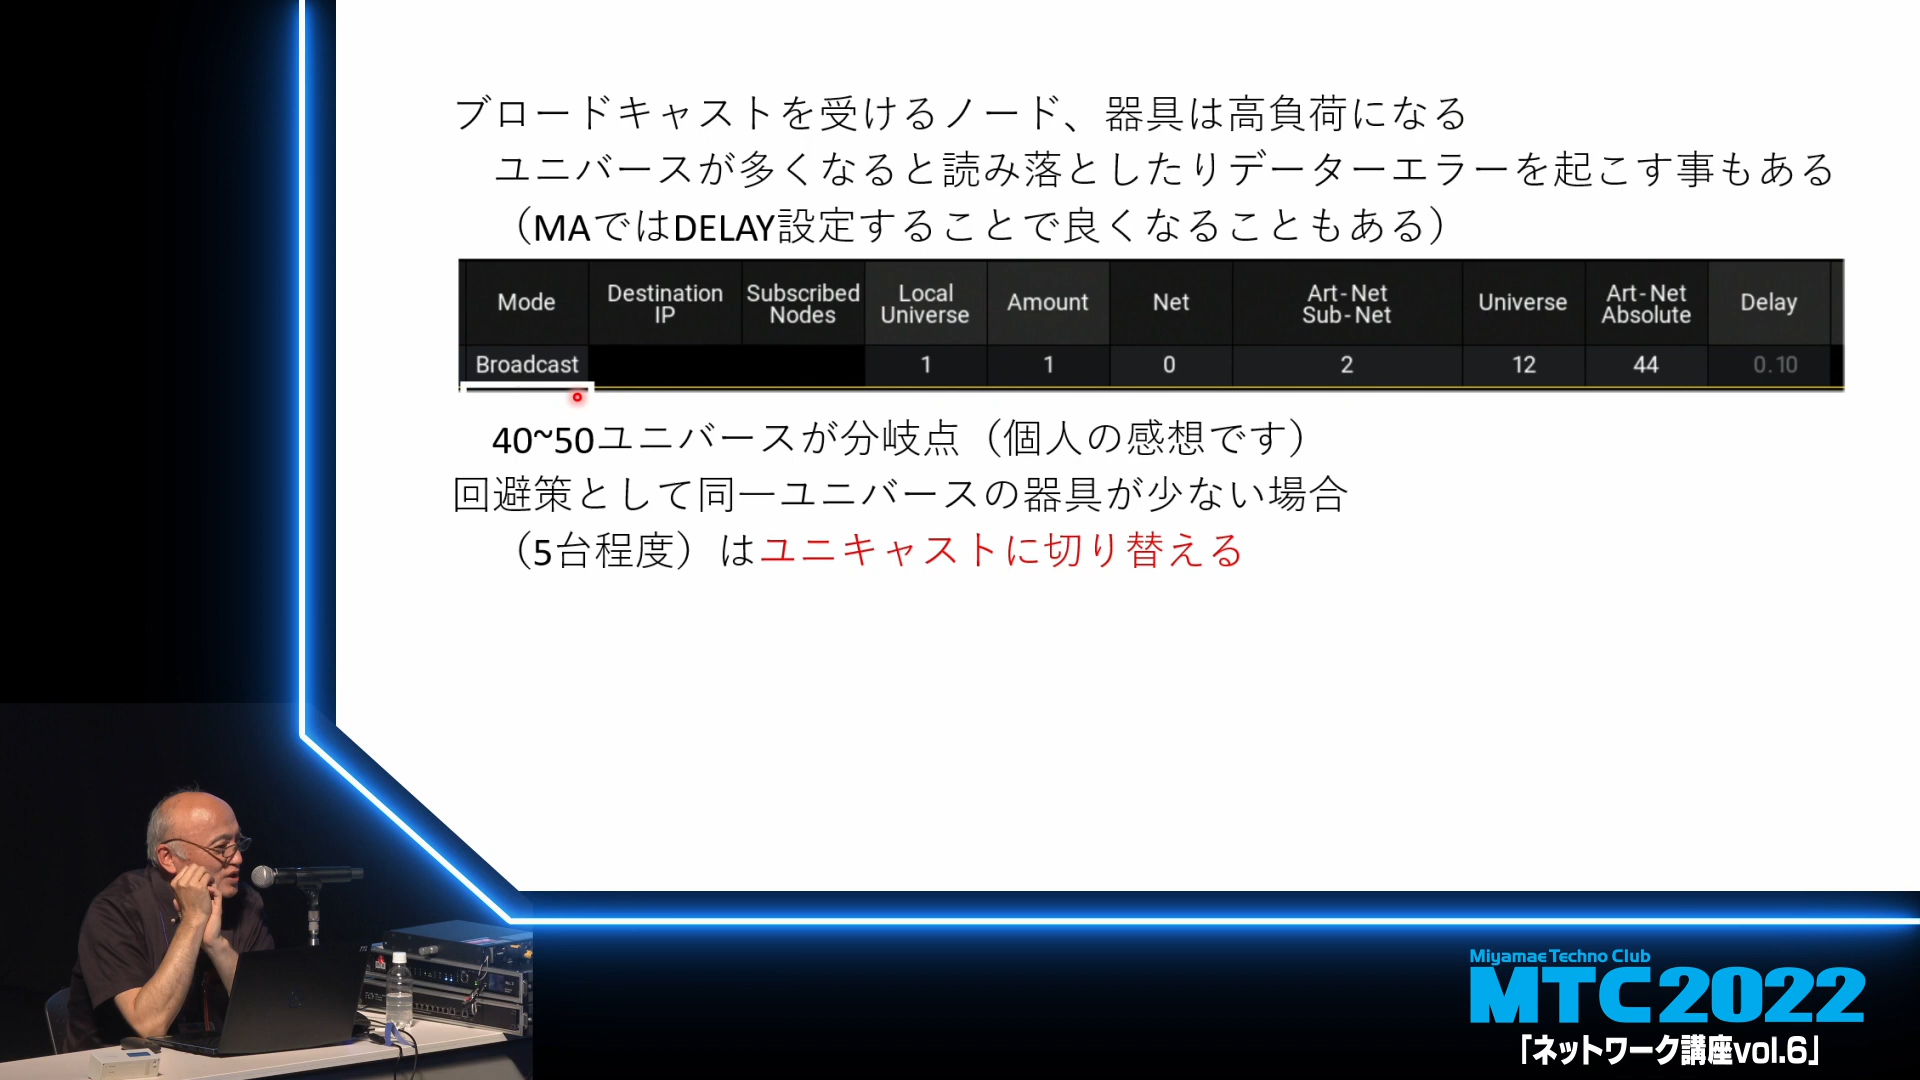 ブロードキャストを受けるノード、器具は高負荷になる
ユニバースが多くなると読み落としたりデーターエラーを起こす事もある
（MAではDELAY設定することで良くなることもある）
Mode Destination IP Subscribed Nodes Local Universe Amount Net Art-Net Sub-Net Universe Art-Net Absolute Delay
Broadcast 1 1 0 2 12 44 0.10
40~50ユニバースが分岐点（個人の感想です）
回避策として同一ユニバースの器具が少ない場合
（5台程度）はユニキャストに切り替える
Miyamae Techno Club
MTC2022
「ネットワーク講座vol.6」